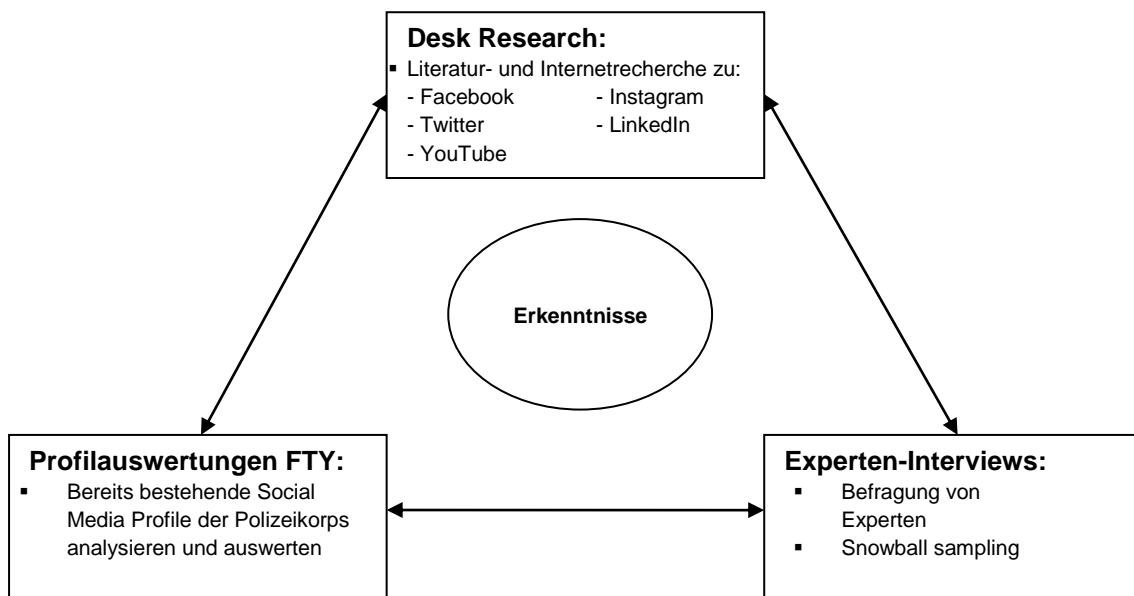 Desk Research:
▪ Literatur- und Internetrecherche zu:
- Facebook - Instagram
- Twitter - LinkedIn
- YouTube
Erkenntnisse
Profilauswertungen FTY:
▪ Bereits bestehende Social
Media Profile der Polizeikorps
analysieren und auswerten
Experten-Interviews:
▪ Befragung von
Experten
▪ Snowball sampling